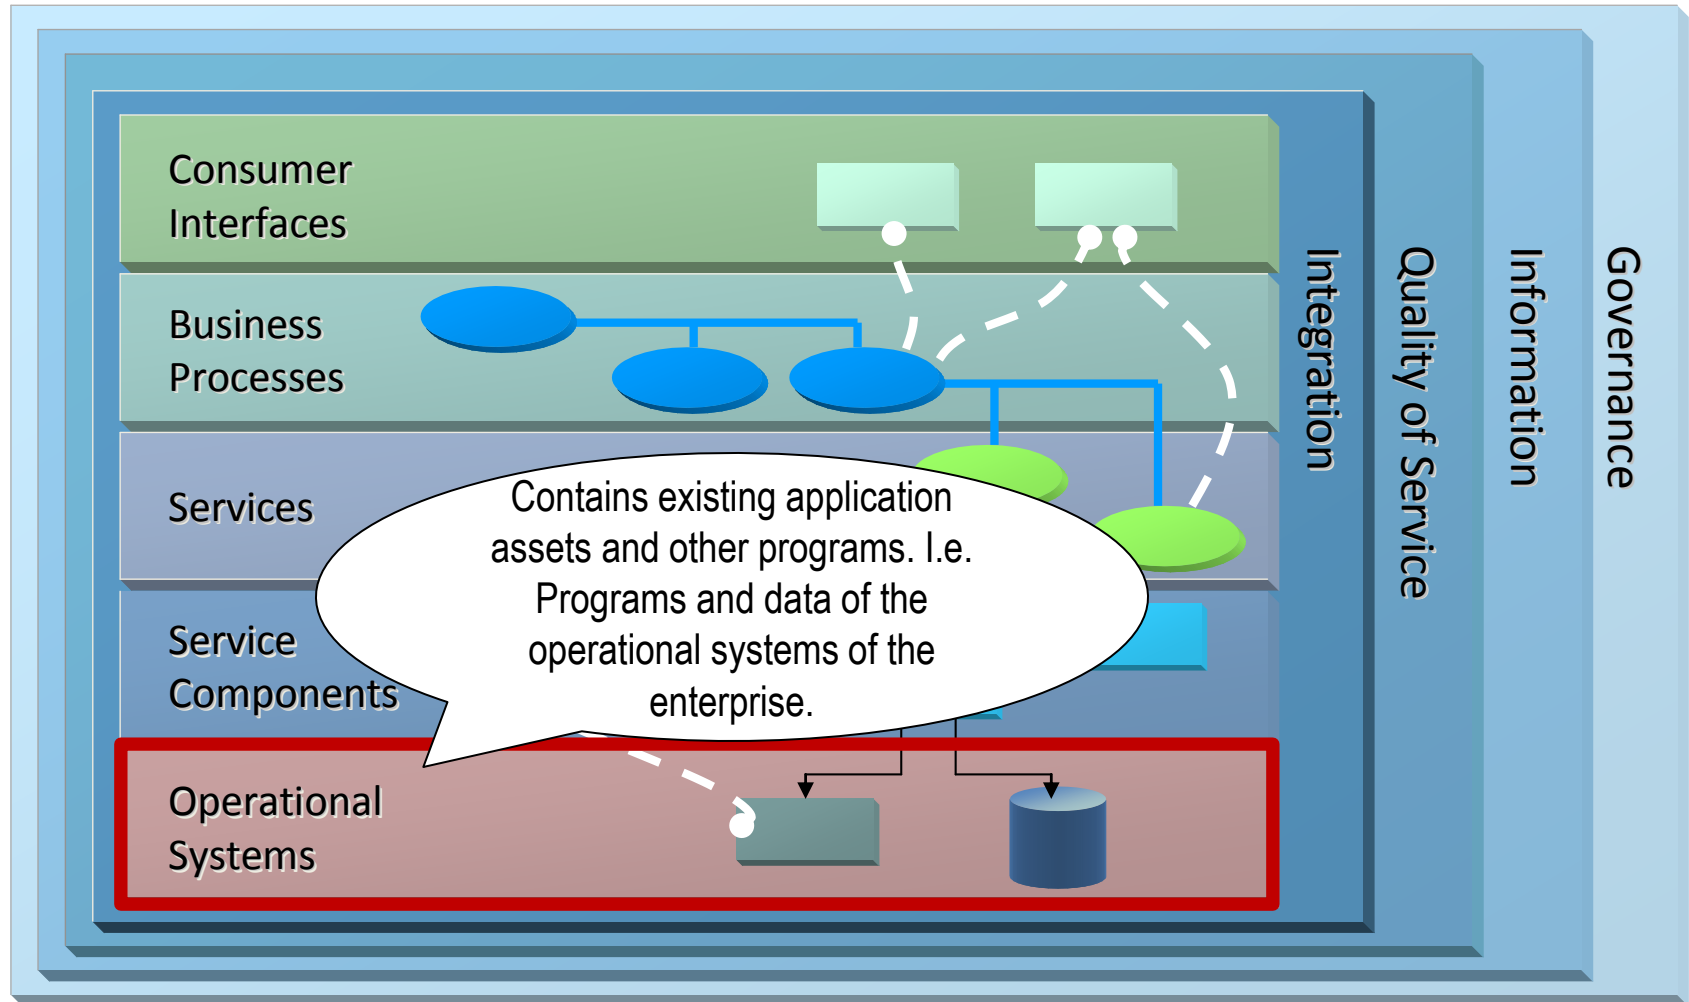 Consumer
Interfaces
Business
Processes
Services
Contains existing application
assets and other programs. I.e.
Programs and data of the
operational systems of the
enterprise.
Service
Components
Operational
Systems
Integration
Quality of Service
Information
Governance